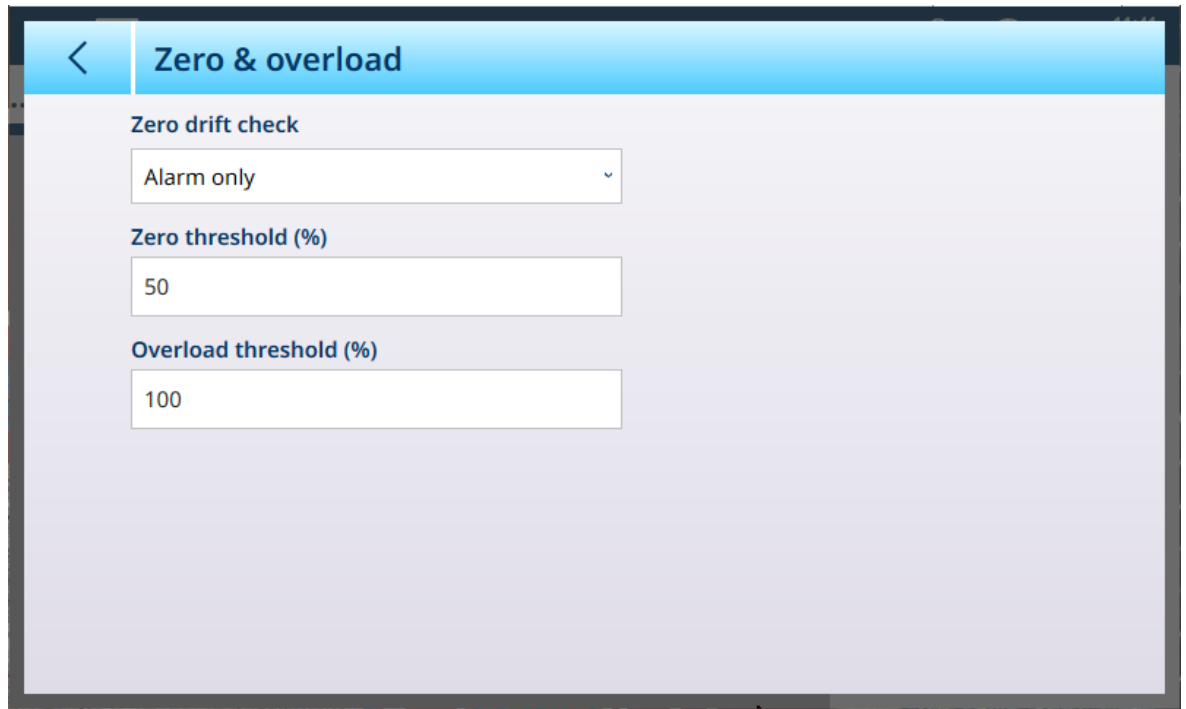 Zero & overload
Zero drift check
Alarm only
Zero threshold (%)
50
Overload threshold (%)
100